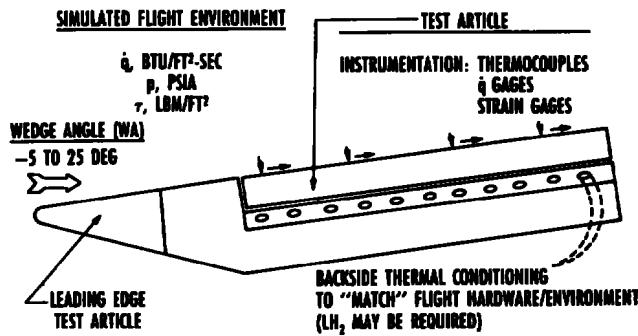 SIMULATED FLIGHT ENVIRONMENT
q̇, BTU/FT²-SEC
p, PSIA
τ, LBM/FT²
WEDGE ANGLE (WA)
–5 TO 25 DEG
TEST ARTICLE
INSTRUMENTATION: THERMOCOUPLES
q̇ GAGES
STRAIN GAGES
LEADING EDGE
TEST ARTICLE
BACKSIDE THERMAL CONDITIONING
TO "MATCH" FLIGHT HARDWARE/ENVIRONMENT
(LH₂ MAY BE REQUIRED)